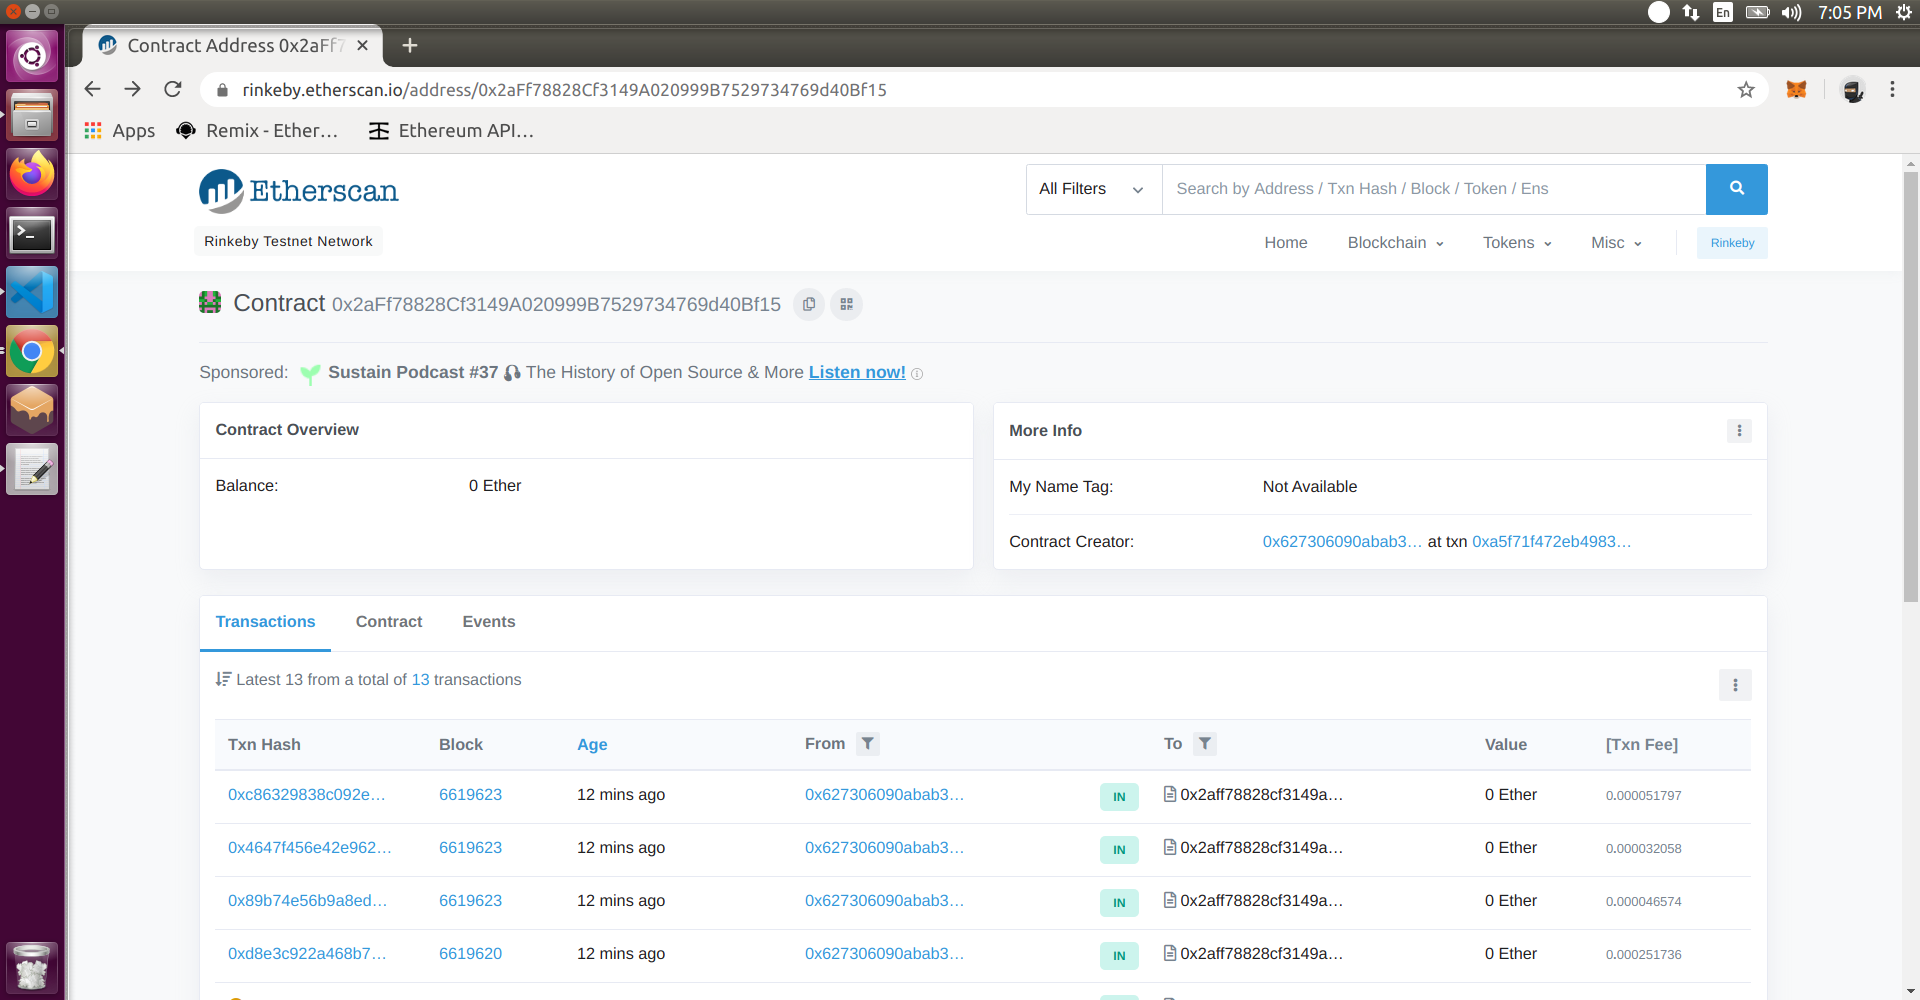 En 7:05 PM
Contract Address 0x2aFf7
rinkeby.etherscan.io/address/0x2aFf78828Cf3149A020999B7529734769d40Bf15
Apps Remix - Ether... Ethereum API...
Etherscan
All Filters Search by Address / Txn Hash / Block / Token / Ens
Rinkeby Testnet Network
Home Blockchain Tokens Misc Rinkeby
Contract 0x2aFf78828Cf3149A020999B7529734769d40Bf15
Sponsored: Sustain Podcast #37 The History of Open Source & More Listen now!
Contract Overview
Balance: 0 Ether
More Info
My Name Tag: Not Available
Contract Creator: 0x627306090abab3... at txn 0xa5f71f472eb4983...
Transactions Contract Events
Latest 13 from a total of 13 transactions
Txn Hash Block Age From To Value [Txn Fee]
0xc86329838c092e... 6619623 12 mins ago 0x627306090abab3... IN 0x2aff78828cf3149a... 0 Ether 0.000051797
0x4647f456e42e962... 6619623 12 mins ago 0x627306090abab3... IN 0x2aff78828cf3149a... 0 Ether 0.000032058
0x89b74e56b9a8ed... 6619623 12 mins ago 0x627306090abab3... IN 0x2aff78828cf3149a... 0 Ether 0.000046574
0xd8e3c922a468b7... 6619620 12 mins ago 0x627306090abab3... IN 0x2aff78828cf3149a... 0 Ether 0.000251736